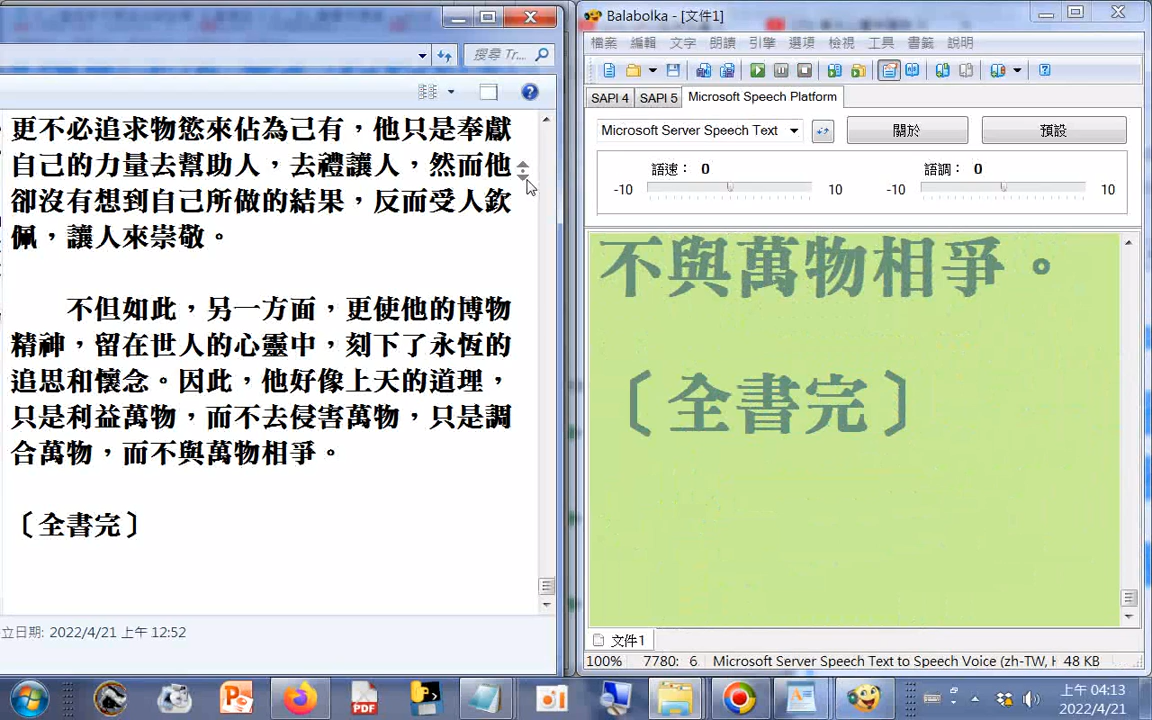 搜尋 Tr...
更不必追求物慾來佔為己有，他只是奉獻
自己的力量去幫助人，去禮讓人，然而他
卻沒有想到自己所做的結果，反而受人欽
佩，讓人來崇敬。
不但如此，另一方面，更使他的博物
精神，留在世人的心靈中，刻下了永恆的
追思和懷念。因此，他好像上天的道理，
只是利益萬物，而不去侵害萬物，只是調
合萬物，而不與萬物相爭。
〔全書完〕
立日期: 2022/4/21 上午 12:52
Balabolka - [文件1]
檔案 編輯 文字 朗讀 引擎 選項 檢視 工具 書籤 說明
SAPI 4 SAPI 5 Microsoft Speech Platform
Microsoft Server Speech Text 關於 預設
語速： 0 語調： 0
-10 10 -10 10
不與萬物相爭。
〔全書完〕
文件1
100% 7780: 6 Microsoft Server Speech Text to Speech Voice (zh-TW, H 48 KB
PDF
上午 04:13
2022/4/21